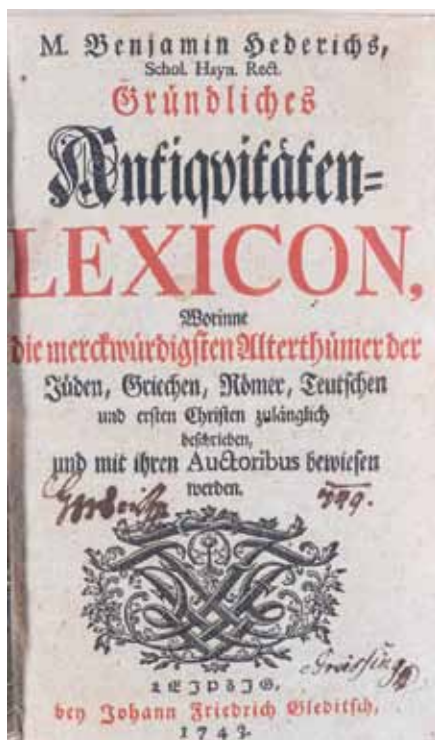 M. Benjamin Hederichs,
Schol. Hayn. Rect.
Gründliches
Antiqvitäten=
LEXICON,
Worinne
die merckwürdigsten Alterthümer der
Jüden, Griechen, Römer, Teutschen
und ersten Christen zulänglich
beschrieben,
und mit ihren Auctoribus bewiesen
werden.
LEIPZIG,
bey Johann Friedrich Gleditsch,
1743.